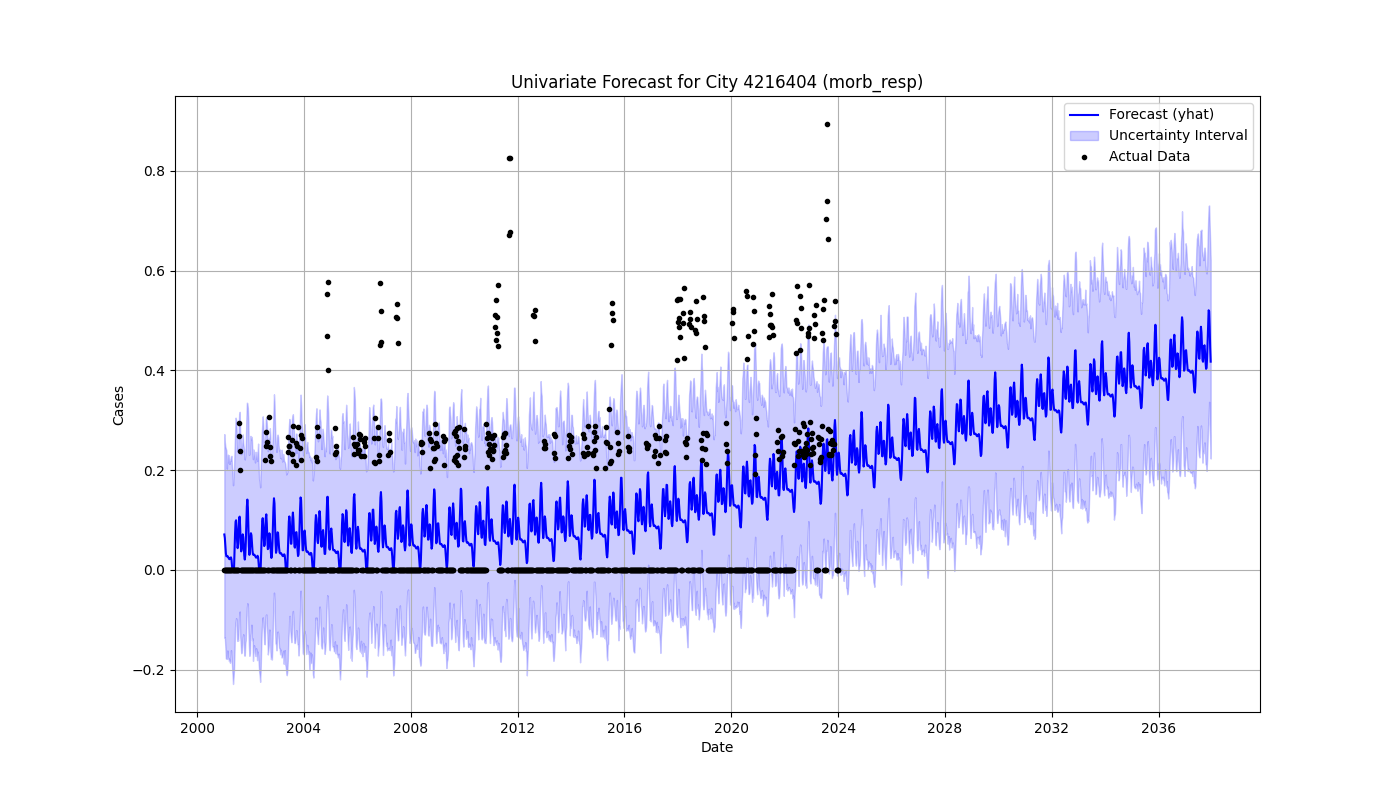 Univariate Forecast for City 4216404 (morb_resp)
Forecast (yhat)
Uncertainty Interval
Actual Data
Cases
0.8
0.6
0.4
0.2
0.0
−0.2
2000 2004 2008 2012 2016 2020 2024 2028 2032 2036
Date